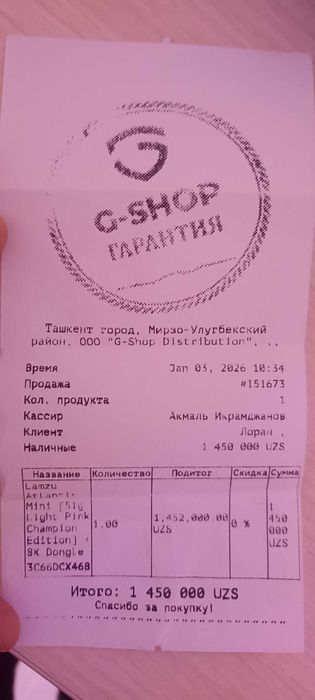 G-SHOP
ГАРАНТИЯ
Ташкент город, Мирзо-Улугбекский
район, ООО "G-Shop Distribution", ,.
Время Jan 03, 2026 10:34
Продажа #151673
Кол. продукта 1
Кассир Акмаль Икрамджанов
Клиент Лоран ,
Наличные 1 450 000 UZS
Название Количество Подитог Скидка Сумма
Lamzu
Atlantis
Mini [51g 1
Light Pink 1.00 1,452,000.00 0 % 450
Champion UZS 000
Edition] + UZS
8K Dongle
3C66DCX46B
Итого: 1 450 000 UZS
Спасибо за покупку!